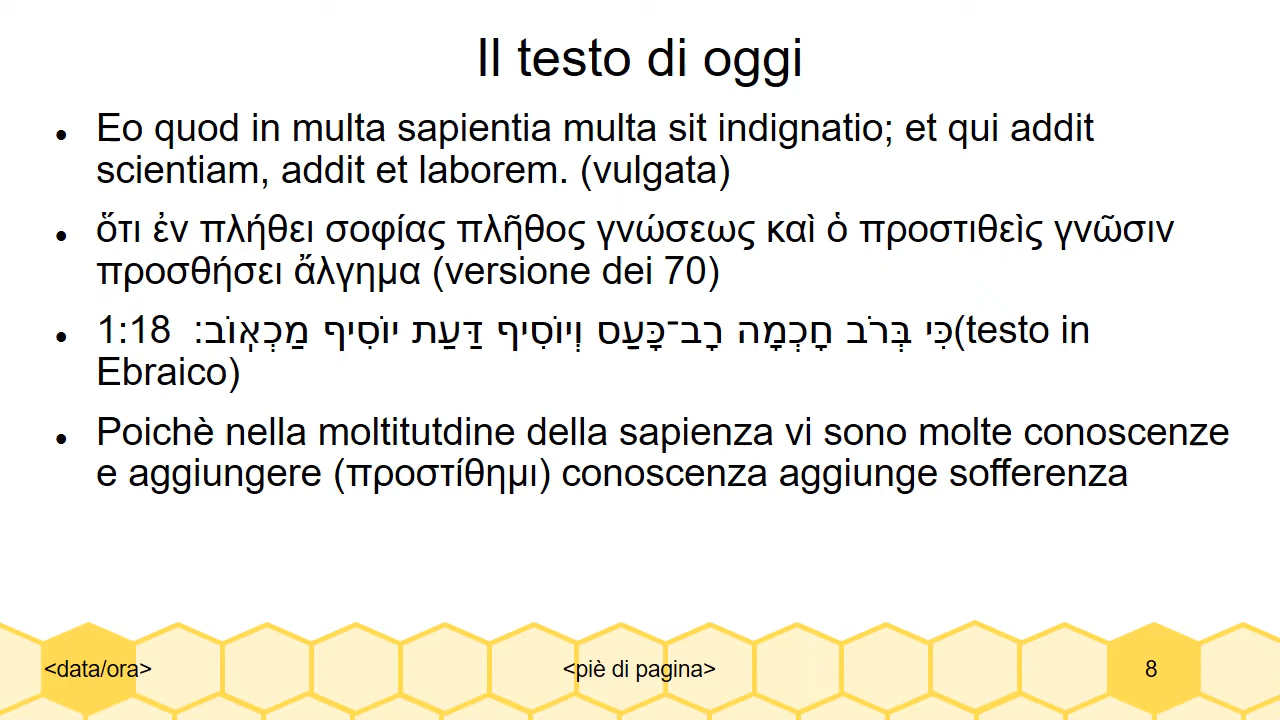 Il testo di oggi
Eo quod in multa sapientia multa sit indignatio; et qui addit
scientiam, addit et laborem. (vulgata)
ὅτι ἐν πλήθει σοφίας πλῆθος γνώσεως καὶ ὁ προστιθεὶς γνῶσιν
προσθήσει ἄλγημα (versione dei 70)
1:18 כִּי בְּרֹב חָכְמָה רָב־כָּעַס וְיוֹסִיף דַּעַת יוֹסִיף מַכְאֽוֹב׃(testo in
Ebraico)
Poichè nella moltitutdine della sapienza vi sono molte conoscenze
e aggiungere (προστίθημι) conoscenza aggiunge sofferenza
<data/ora> <piè di pagina> 8